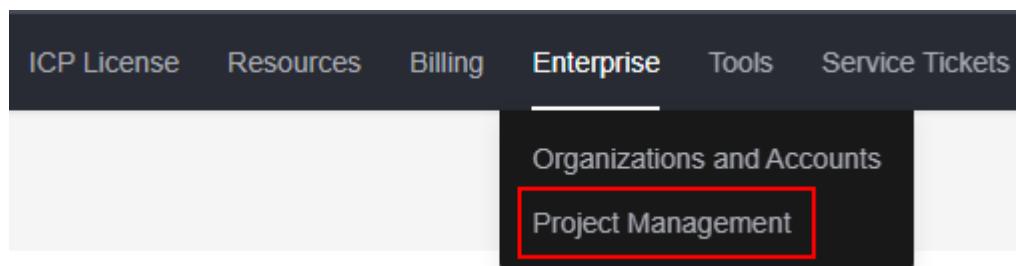 ICP License Resources Billing Enterprise Tools Service Tickets
Organizations and Accounts
Project Management